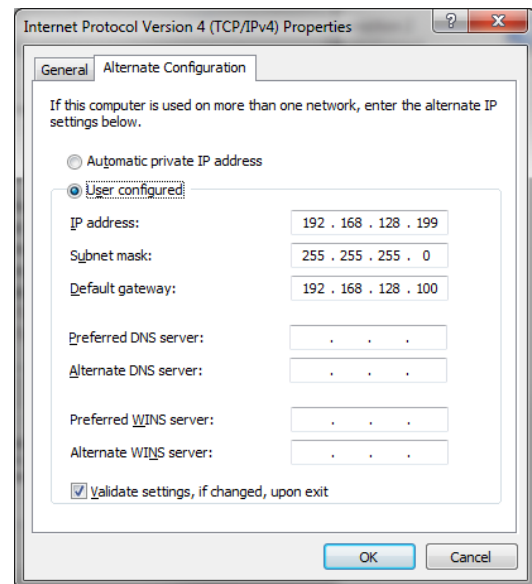 Internet Protocol Version 4 (TCP/IPv4) Properties
General Alternate Configuration
If this computer is used on more than one network, enter the alternate IP
settings below.
Automatic private IP address
User configured
IP address: 192 . 168 . 128 . 199
Subnet mask: 255 . 255 . 255 . 0
Default gateway: 192 . 168 . 128 . 100
Preferred DNS server: . . .
Alternate DNS server: . . .
Preferred WINS server: . . .
Alternate WINS server: . . .
Validate settings, if changed, upon exit
OK Cancel